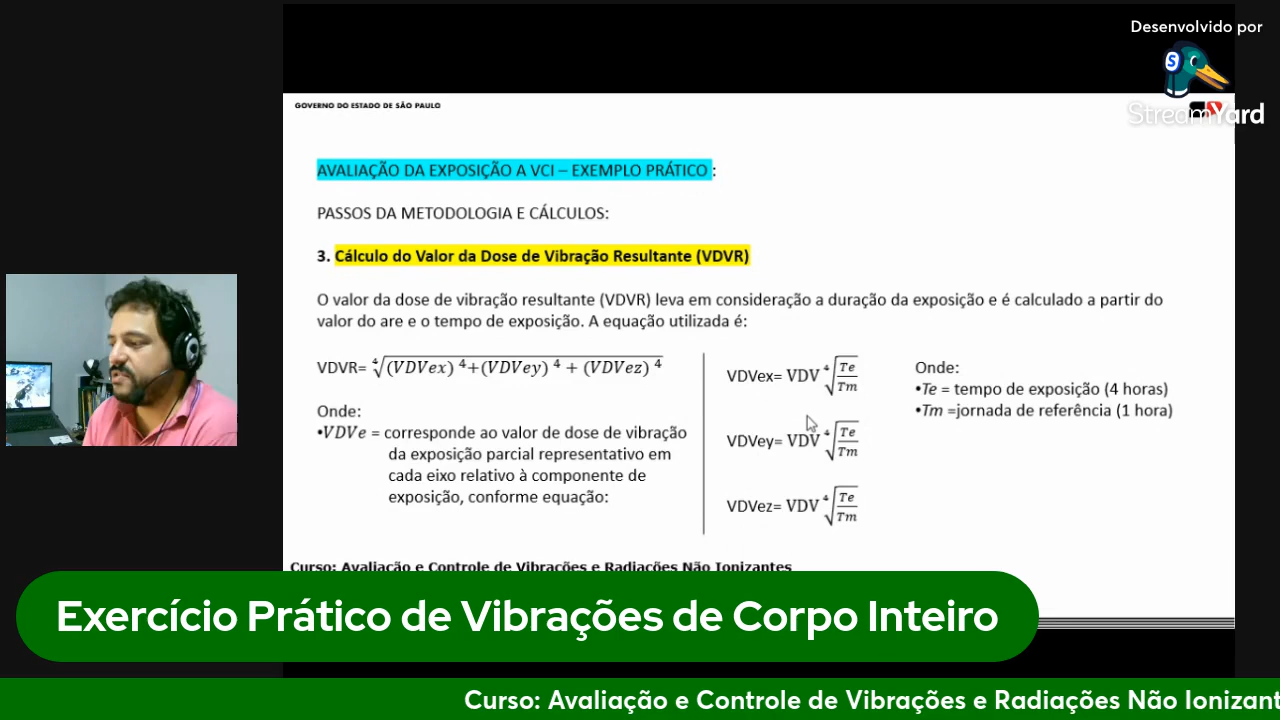 Desenvolvido por
StreamYard
GOVERNO DO ESTADO DE SÃO PAULO
AVALIAÇÃO DA EXPOSIÇÃO A VCI – EXEMPLO PRÁTICO :
PASSOS DA METODOLOGIA E CÁLCULOS:
3. Cálculo do Valor da Dose de Vibração Resultante (VDVR)
O valor da dose de vibração resultante (VDVR) leva em consideração a duração da exposição e é calculado a partir do
valor do are e o tempo de exposição. A equação utilizada é:
VDVR= ∜(VDVex) 4+(VDVey) 4 + (VDVez) 4
Onde:
•VDVe = corresponde ao valor de dose de vibração
da exposição parcial representativo em
cada eixo relativo à componente de
exposição, conforme equação:
VDVex= VDV ∜Te/Tm
VDVey= VDV ∜Te/Tm
VDVez= VDV ∜Te/Tm
Onde:
•Te = tempo de exposição (4 horas)
•Tm =jornada de referência (1 hora)
Curso: Avaliação e Controle de Vibrações e Radiações Não Ionizantes
Exercício Prático de Vibrações de Corpo Inteiro
Curso: Avaliação e Controle de Vibrações e Radiações Não Ionizant